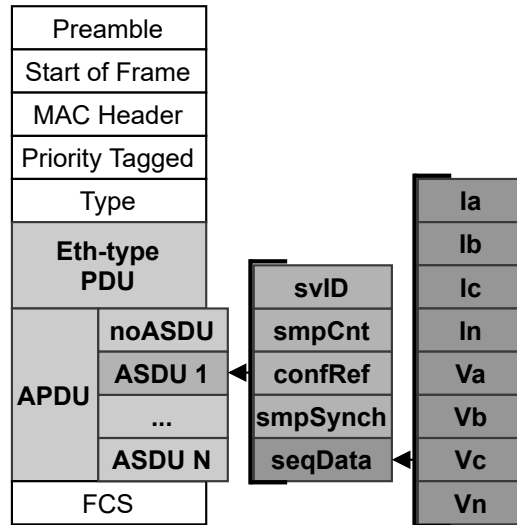 Preamble
Start of Frame
MAC Header
Priority Tagged
Type
Eth-type
PDU
APDU
noASDU
ASDU 1
...
ASDU N
FCS
svID
smpCnt
confRef
smpSynch
seqData
Ia
Ib
Ic
In
Va
Vb
Vc
Vn